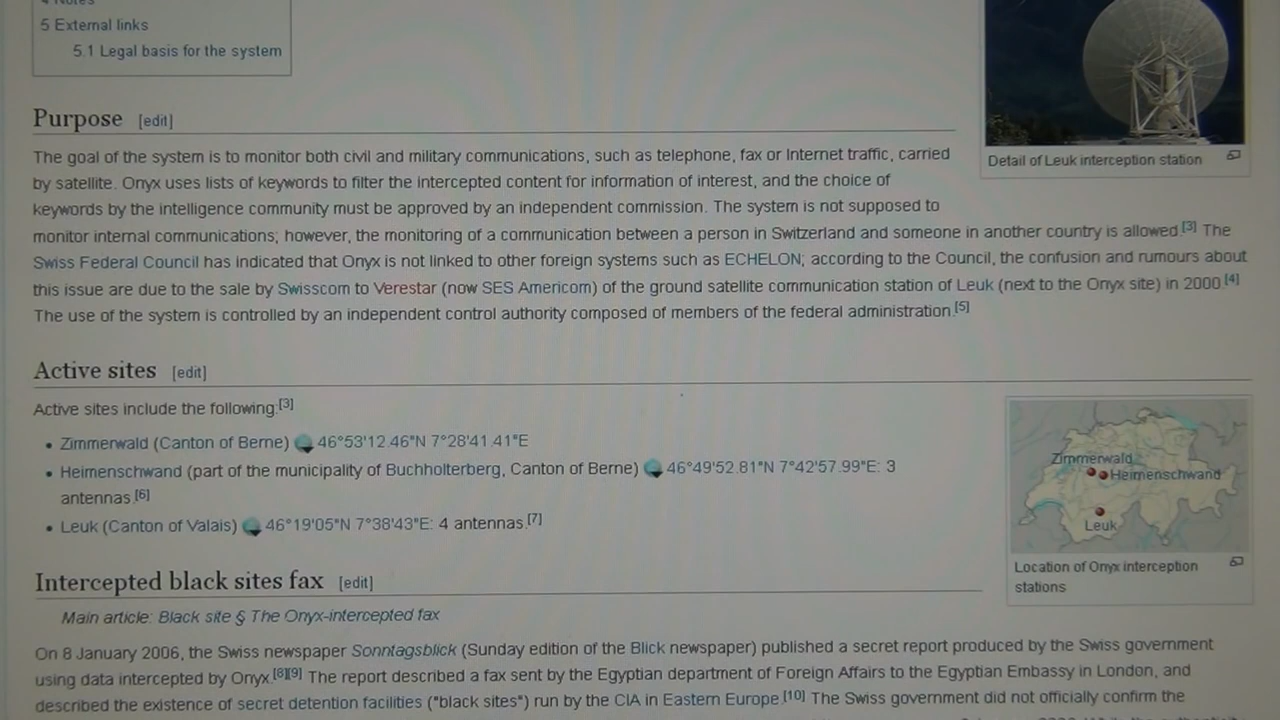 4 Notes
5 External links
5.1 Legal basis for the system
Detail of Leuk interception station
Purpose [edit]
The goal of the system is to monitor both civil and military communications, such as telephone, fax or Internet traffic, carried
by satellite. Onyx uses lists of keywords to filter the intercepted content for information of interest, and the choice of
keywords by the intelligence community must be approved by an independent commission. The system is not supposed to
monitor internal communications; however, the monitoring of a communication between a person in Switzerland and someone in another country is allowed.[3] The
Swiss Federal Council has indicated that Onyx is not linked to other foreign systems such as ECHELON; according to the Council, the confusion and rumours about
this issue are due to the sale by Swisscom to Verestar (now SES Americom) of the ground satellite communication station of Leuk (next to the Onyx site) in 2000.[4]
The use of the system is controlled by an independent control authority composed of members of the federal administration.[5]
Active sites [edit]
Active sites include the following:[3]
• Zimmerwald (Canton of Berne) 46°53'12.46"N 7°28'41.41"E
• Heimenschwand (part of the municipality of Buchholterberg, Canton of Berne) 46°49'52.81"N 7°42'57.99"E: 3
antennas.[6]
• Leuk (Canton of Valais) 46°19'05"N 7°38'43"E: 4 antennas.[7]
Zimmerwald
Heimenschwand
Leuk
Location of Onyx interception
stations
Intercepted black sites fax [edit]
Main article: Black site § The Onyx-intercepted fax
On 8 January 2006, the Swiss newspaper Sonntagsblick (Sunday edition of the Blick newspaper) published a secret report produced by the Swiss government
using data intercepted by Onyx.[8][9] The report described a fax sent by the Egyptian department of Foreign Affairs to the Egyptian Embassy in London, and
described the existence of secret detention facilities ("black sites") run by the CIA in Eastern Europe.[10] The Swiss government did not officially confirm the